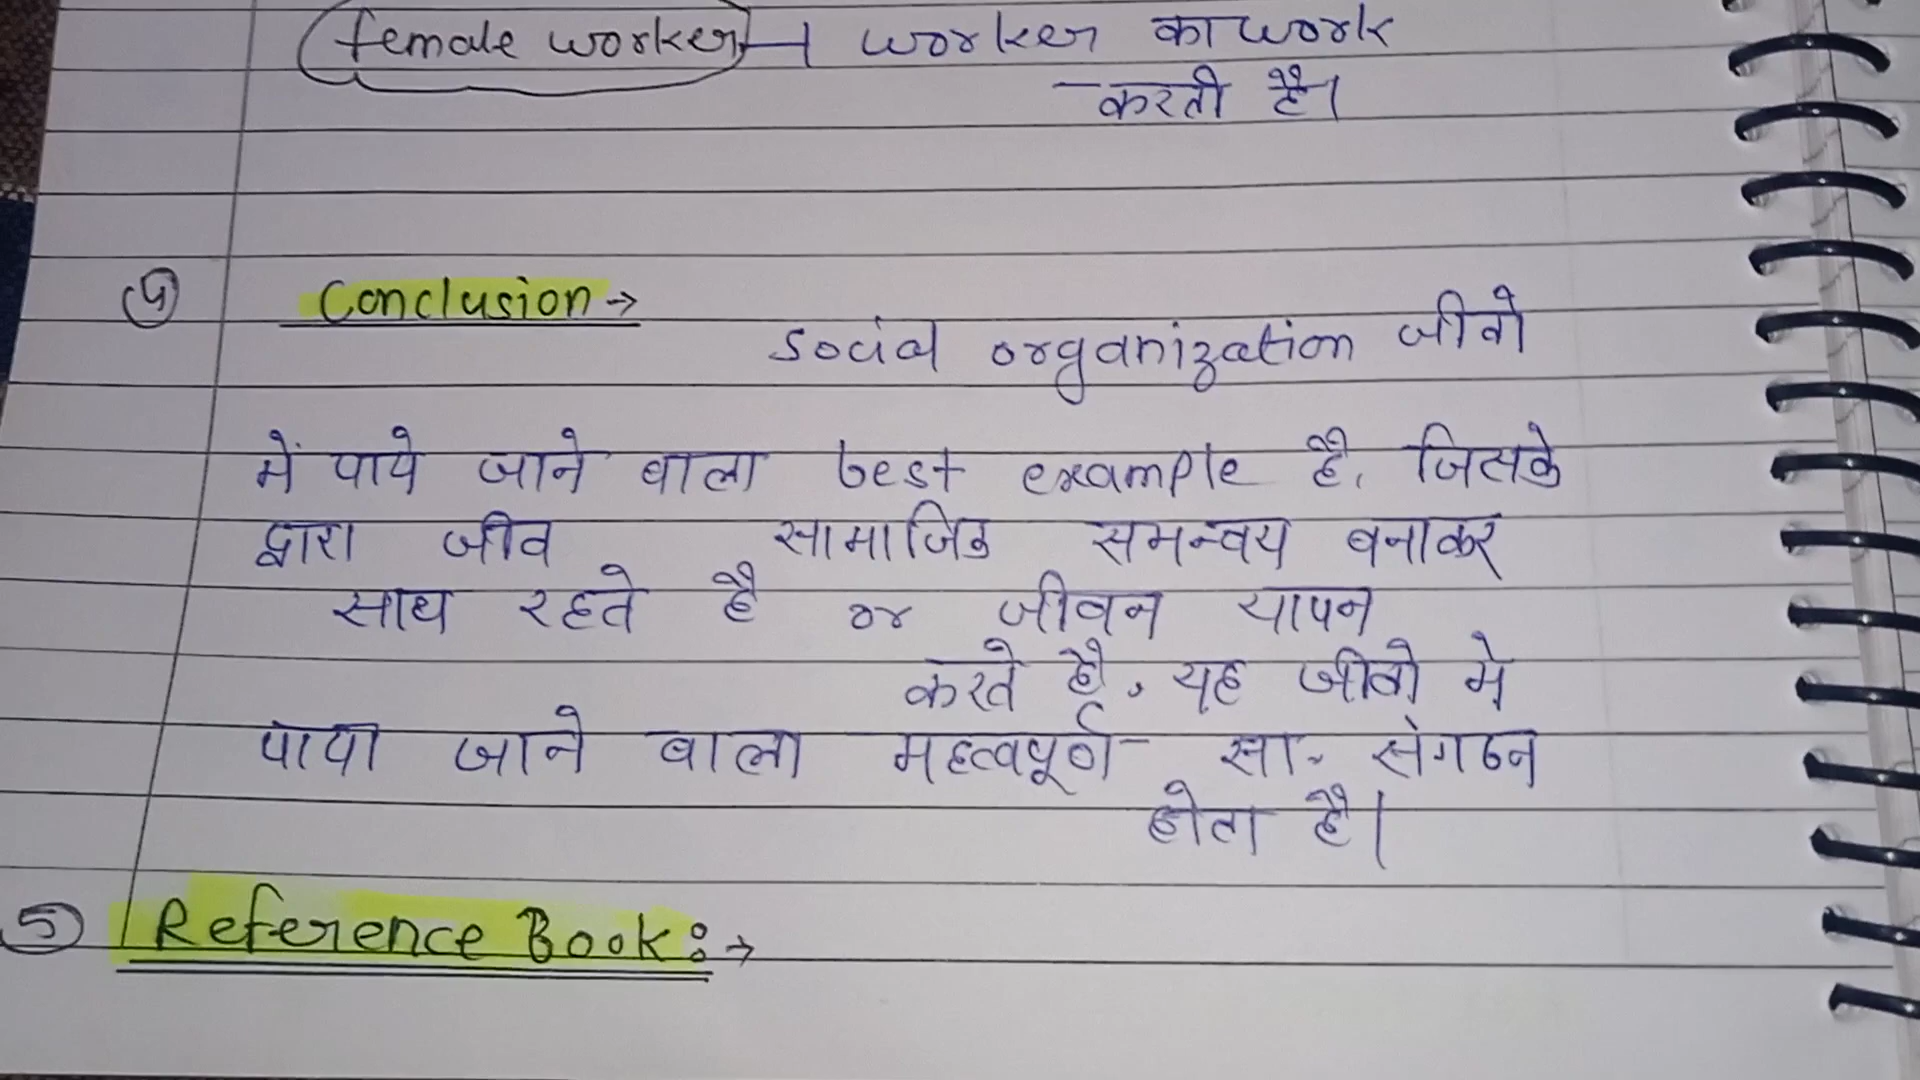 female worker → worker का work
करती है।
(4) Conclusion →
social organization जीवो
में पाये जाने वाला best example है, जिसके
द्वारा जीव सामाजिक समन्वय बनाकर
साथ रहते है or जीवन यापन
करते है, यह जीवो मे
पाया जाने वाला महत्वपूर्ण सा. संगठन
होता है।
(5) Reference Book :→